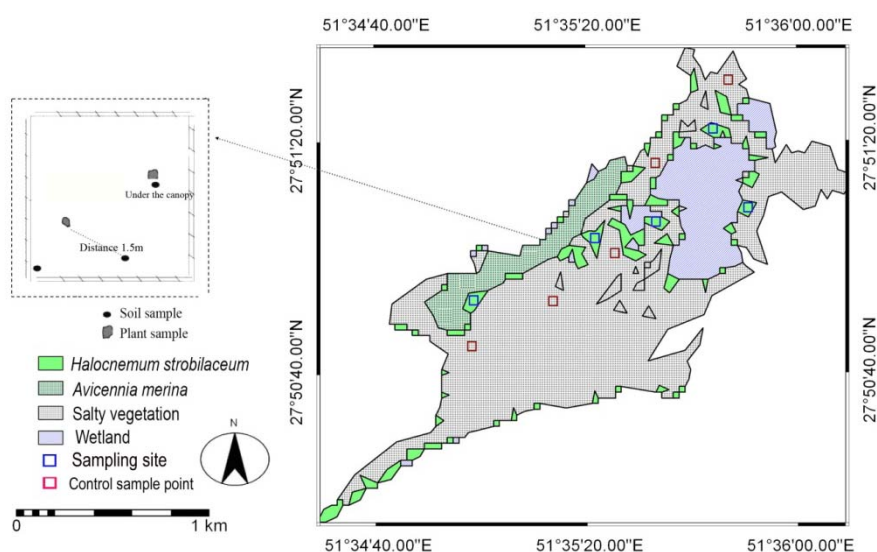 51°34'40.00"E 51°35'20.00"E 51°36'00.00"E
27°51'20.00"N 27°51'20.00"N
Under the canopy
Distance 1.5m
Soil sample
Plant sample
Halocnemum strobilaceum
Avicennia merina
Salty vegetation
Wetland
Sampling site
Control sample point
N
27°50'40.00"N 27°50'40.00"N
0 1 km
51°34'40.00"E 51°35'20.00"E 51°36'00.00"E